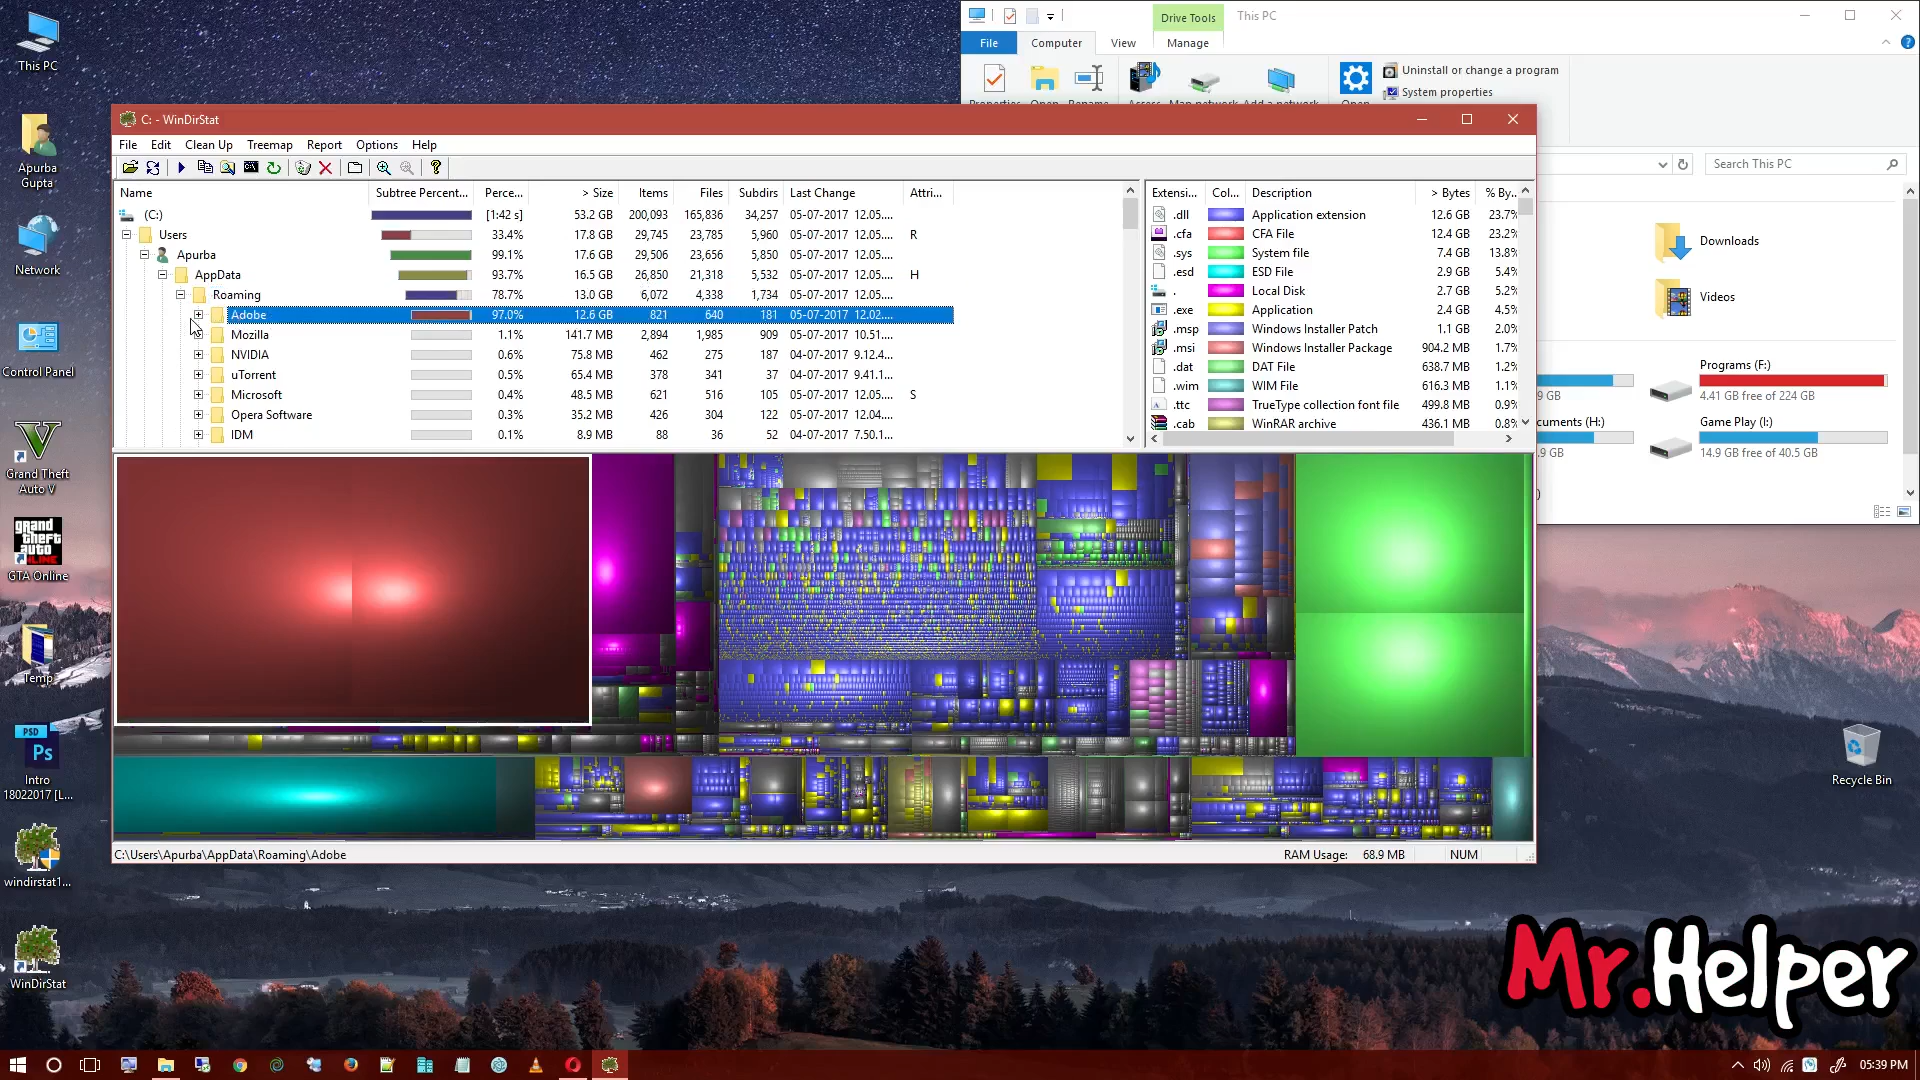 This PC
Apurba
Gupta
Network
Control Panel
Grand Theft
Auto V
grand
theft
auto
ONLINE
GTA Online
Temp
PSD
Ps
Intro
18022017 [L...
windirstat1...
WinDirStat
Recycle Bin
Drive Tools
This PC
File
Computer
View
Manage
Uninstall or change a program
System properties
Search This PC
Downloads
Videos
Programs (F:)
4.41 GB free of 224 GB
9 GB
cuments (H:)
Game Play (I:)
.9 GB
14.9 GB free of 40.5 GB
C: - WinDirStat
File Edit Clean Up Treemap Report Options Help
Name Subtree Percent... Perce... > Size Items Files Subdirs Last Change Attri...
(C:) [1:42 s] 53.2 GB 200,093 165,836 34,257 05-07-2017 12.05....
Users 33.4% 17.8 GB 29,745 23,785 5,960 05-07-2017 12.05.... R
Apurba 99.1% 17.6 GB 29,506 23,656 5,850 05-07-2017 12.05....
AppData 93.7% 16.5 GB 26,850 21,318 5,532 05-07-2017 12.05.... H
Roaming 78.7% 13.0 GB 6,072 4,338 1,734 05-07-2017 12.05....
Adobe 97.0% 12.6 GB 821 640 181 05-07-2017 12.02....
Mozilla 1.1% 141.7 MB 2,894 1,985 909 05-07-2017 10.51....
NVIDIA 0.6% 75.8 MB 462 275 187 04-07-2017 9.12.4...
uTorrent 0.5% 65.4 MB 378 341 37 04-07-2017 9.41.1...
Microsoft 0.4% 48.5 MB 621 516 105 05-07-2017 12.05.... S
Opera Software 0.3% 35.2 MB 426 304 122 05-07-2017 12.04....
IDM 0.1% 8.9 MB 88 36 52 04-07-2017 7.50.1...
Extensi... Col... Description > Bytes % By...
.dll Application extension 12.6 GB 23.7%
.cfa CFA File 12.4 GB 23.2%
.sys System file 7.4 GB 13.8%
.esd ESD File 2.9 GB 5.4%
. Local Disk 2.7 GB 5.2%
.exe Application 2.4 GB 4.5%
.msp Windows Installer Patch 1.1 GB 2.0%
.msi Windows Installer Package 904.2 MB 1.7%
.dat DAT File 638.7 MB 1.2%
.wim WIM File 616.3 MB 1.1%
.ttc TrueType collection font file 499.8 MB 0.9%
.cab WinRAR archive 436.1 MB 0.8%
C:\Users\Apurba\AppData\Roaming\Adobe
RAM Usage: 68.9 MB NUM
Mr.Helper
05:39 PM